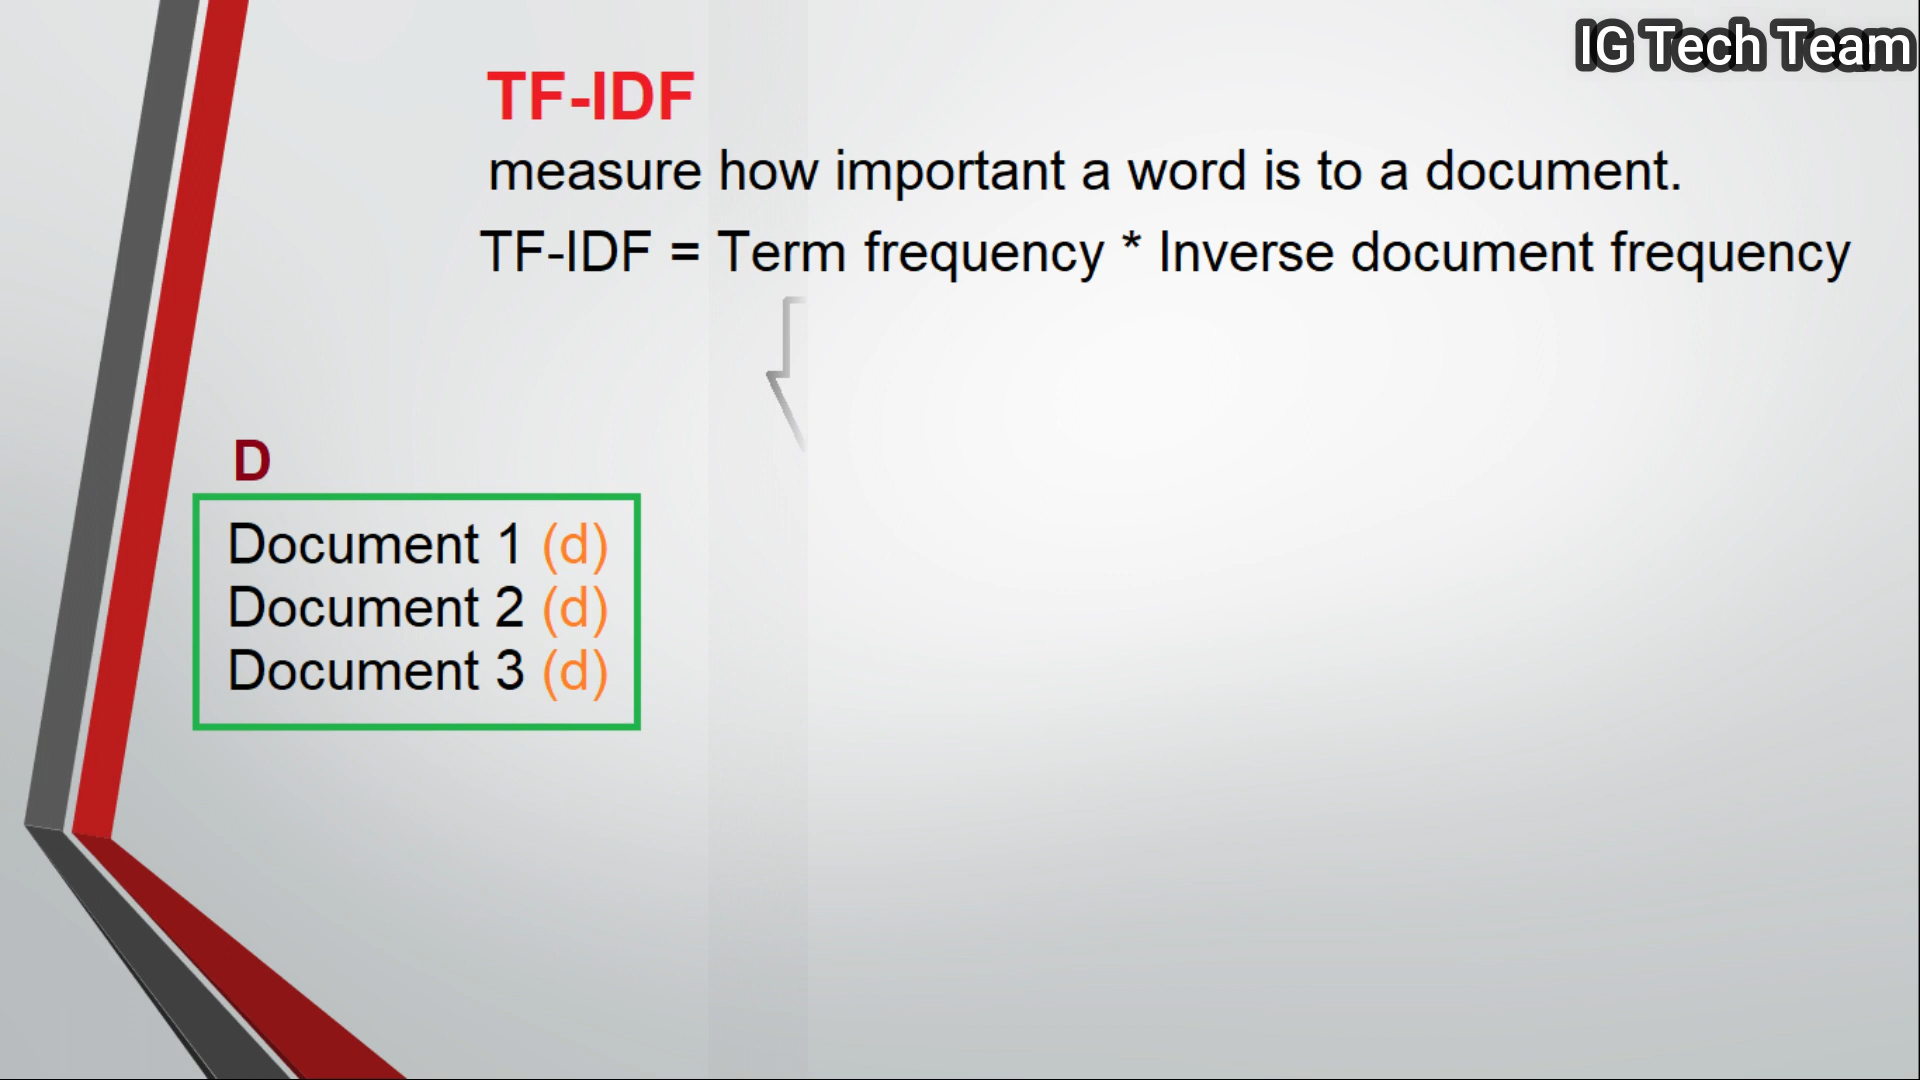 IG Tech Team
TF-IDF
measure how important a word is to a document.
TF-IDF = Term frequency * Inverse document frequency
D
Document 1 (d)
Document 2 (d)
Document 3 (d)